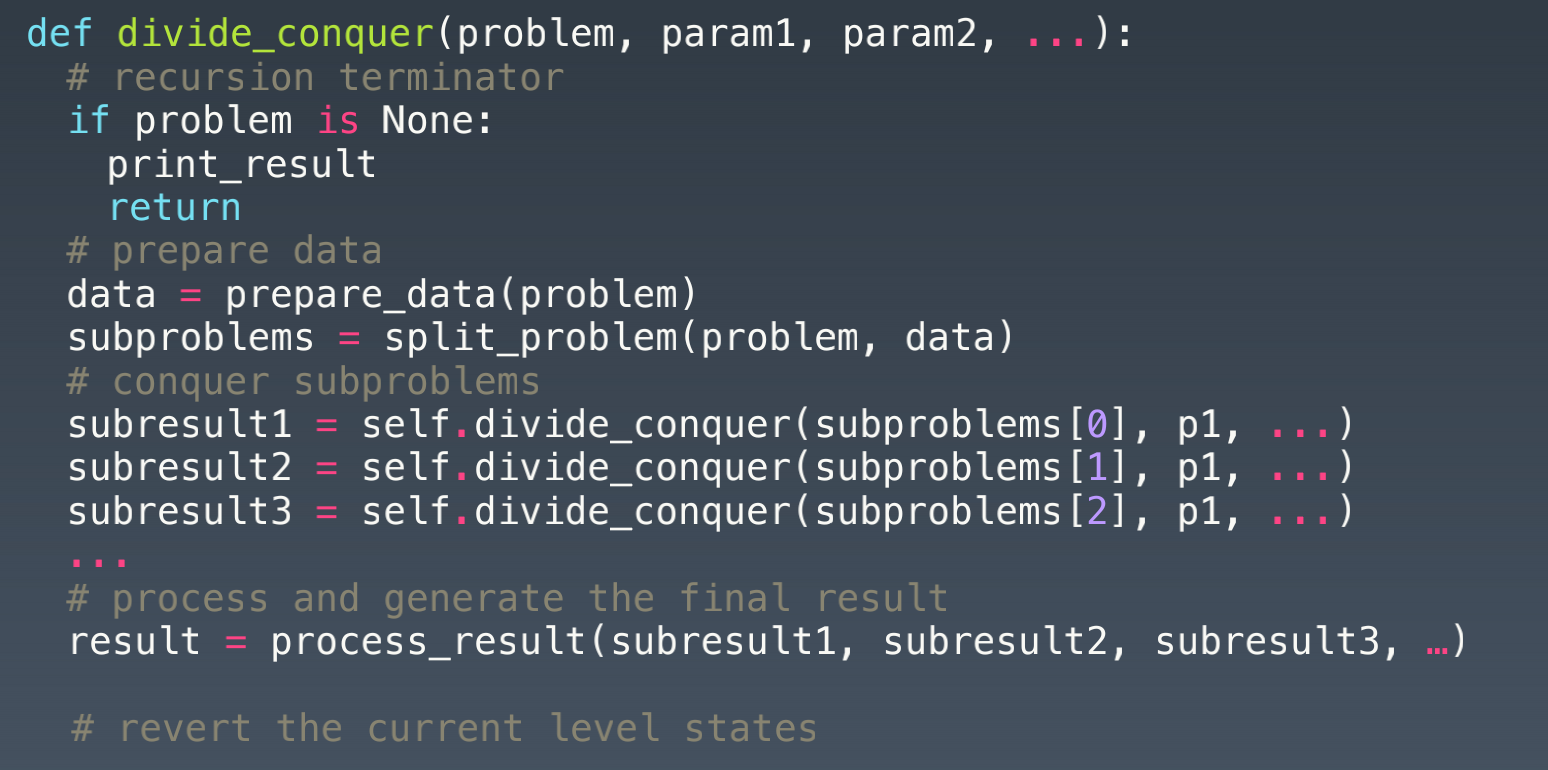 def divide_conquer(problem, param1, param2, ...):
# recursion terminator
if problem is None:
print_result
return
# prepare data
data = prepare_data(problem)
subproblems = split_problem(problem, data)
# conquer subproblems
subresult1 = self.divide_conquer(subproblems[0], p1, ...)
subresult2 = self.divide_conquer(subproblems[1], p1, ...)
subresult3 = self.divide_conquer(subproblems[2], p1, ...)
...
# process and generate the final result
result = process_result(subresult1, subresult2, subresult3, …)
# revert the current level states